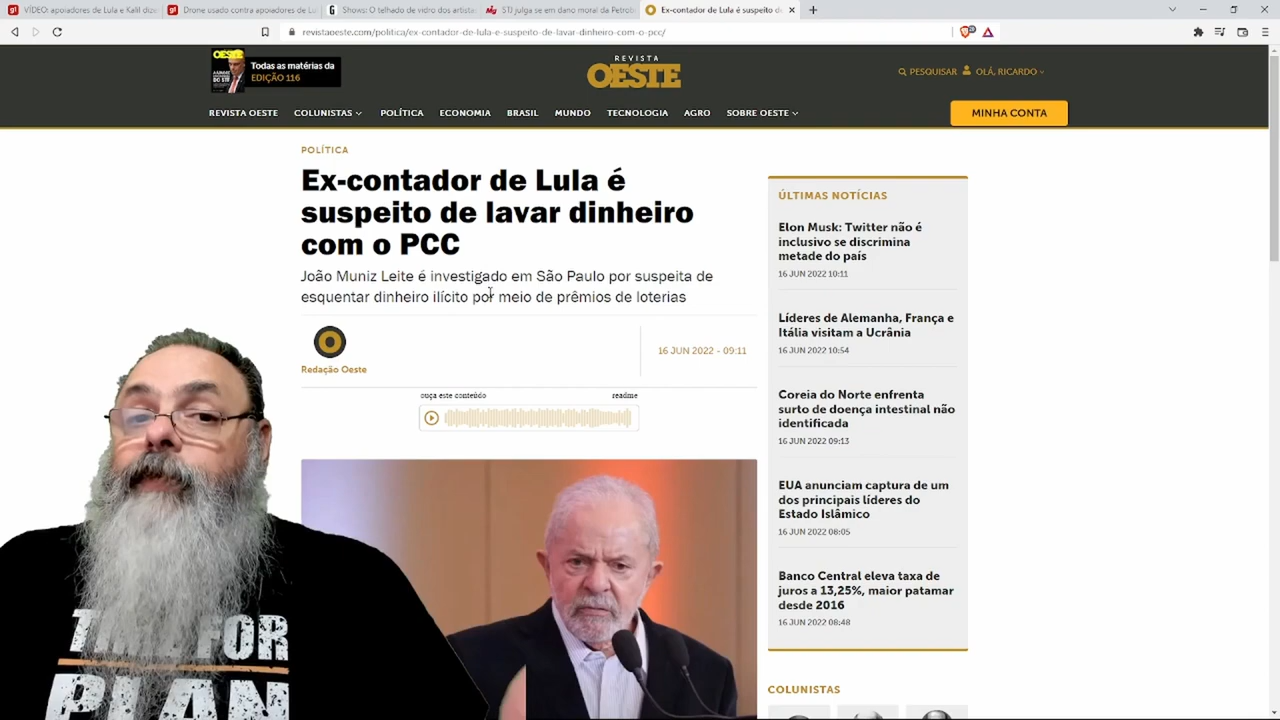 VÍDEO: apoiadores de Lula e Kalil dize
Drone usado contra apoiadores de Lu
Shows: O telhado de vidro dos artista
STJ julga se em dano moral da Petrob
Ex-contador de Lula é suspeito de
revistaoeste.com/politica/ex-contador-de-lula-e-suspeito-de-lavar-dinheiro-com-o-pcc/
OESTE
Todas as matérias da
EDIÇÃO 116
REVISTA
OESTE
PESQUISAR
OLÁ, RICARDO
REVISTA OESTE
COLUNISTAS
POLÍTICA
ECONOMIA
BRASIL
MUNDO
TECNOLOGIA
AGRO
SOBRE OESTE
MINHA CONTA
POLÍTICA
Ex-contador de Lula é
suspeito de lavar dinheiro
com o PCC
João Muniz Leite é investigado em São Paulo por suspeita de
esquentar dinheiro ilícito por meio de prêmios de loterias
Redação Oeste
16 JUN 2022 - 09:11
ouça este conteúdo
readme
ÚLTIMAS NOTÍCIAS
Elon Musk: Twitter não é
inclusivo se discrimina
metade do país
16 JUN 2022 10:11
Líderes de Alemanha, França e
Itália visitam a Ucrânia
16 JUN 2022 10:54
Coreia do Norte enfrenta
surto de doença intestinal não
identificada
16 JUN 2022 09:13
EUA anunciam captura de um
dos principais líderes do
Estado Islâmico
16 JUN 2022 08:05
Banco Central eleva taxa de
juros a 13,25%, maior patamar
desde 2016
16 JUN 2022 08:48
COLUNISTAS
PLAN